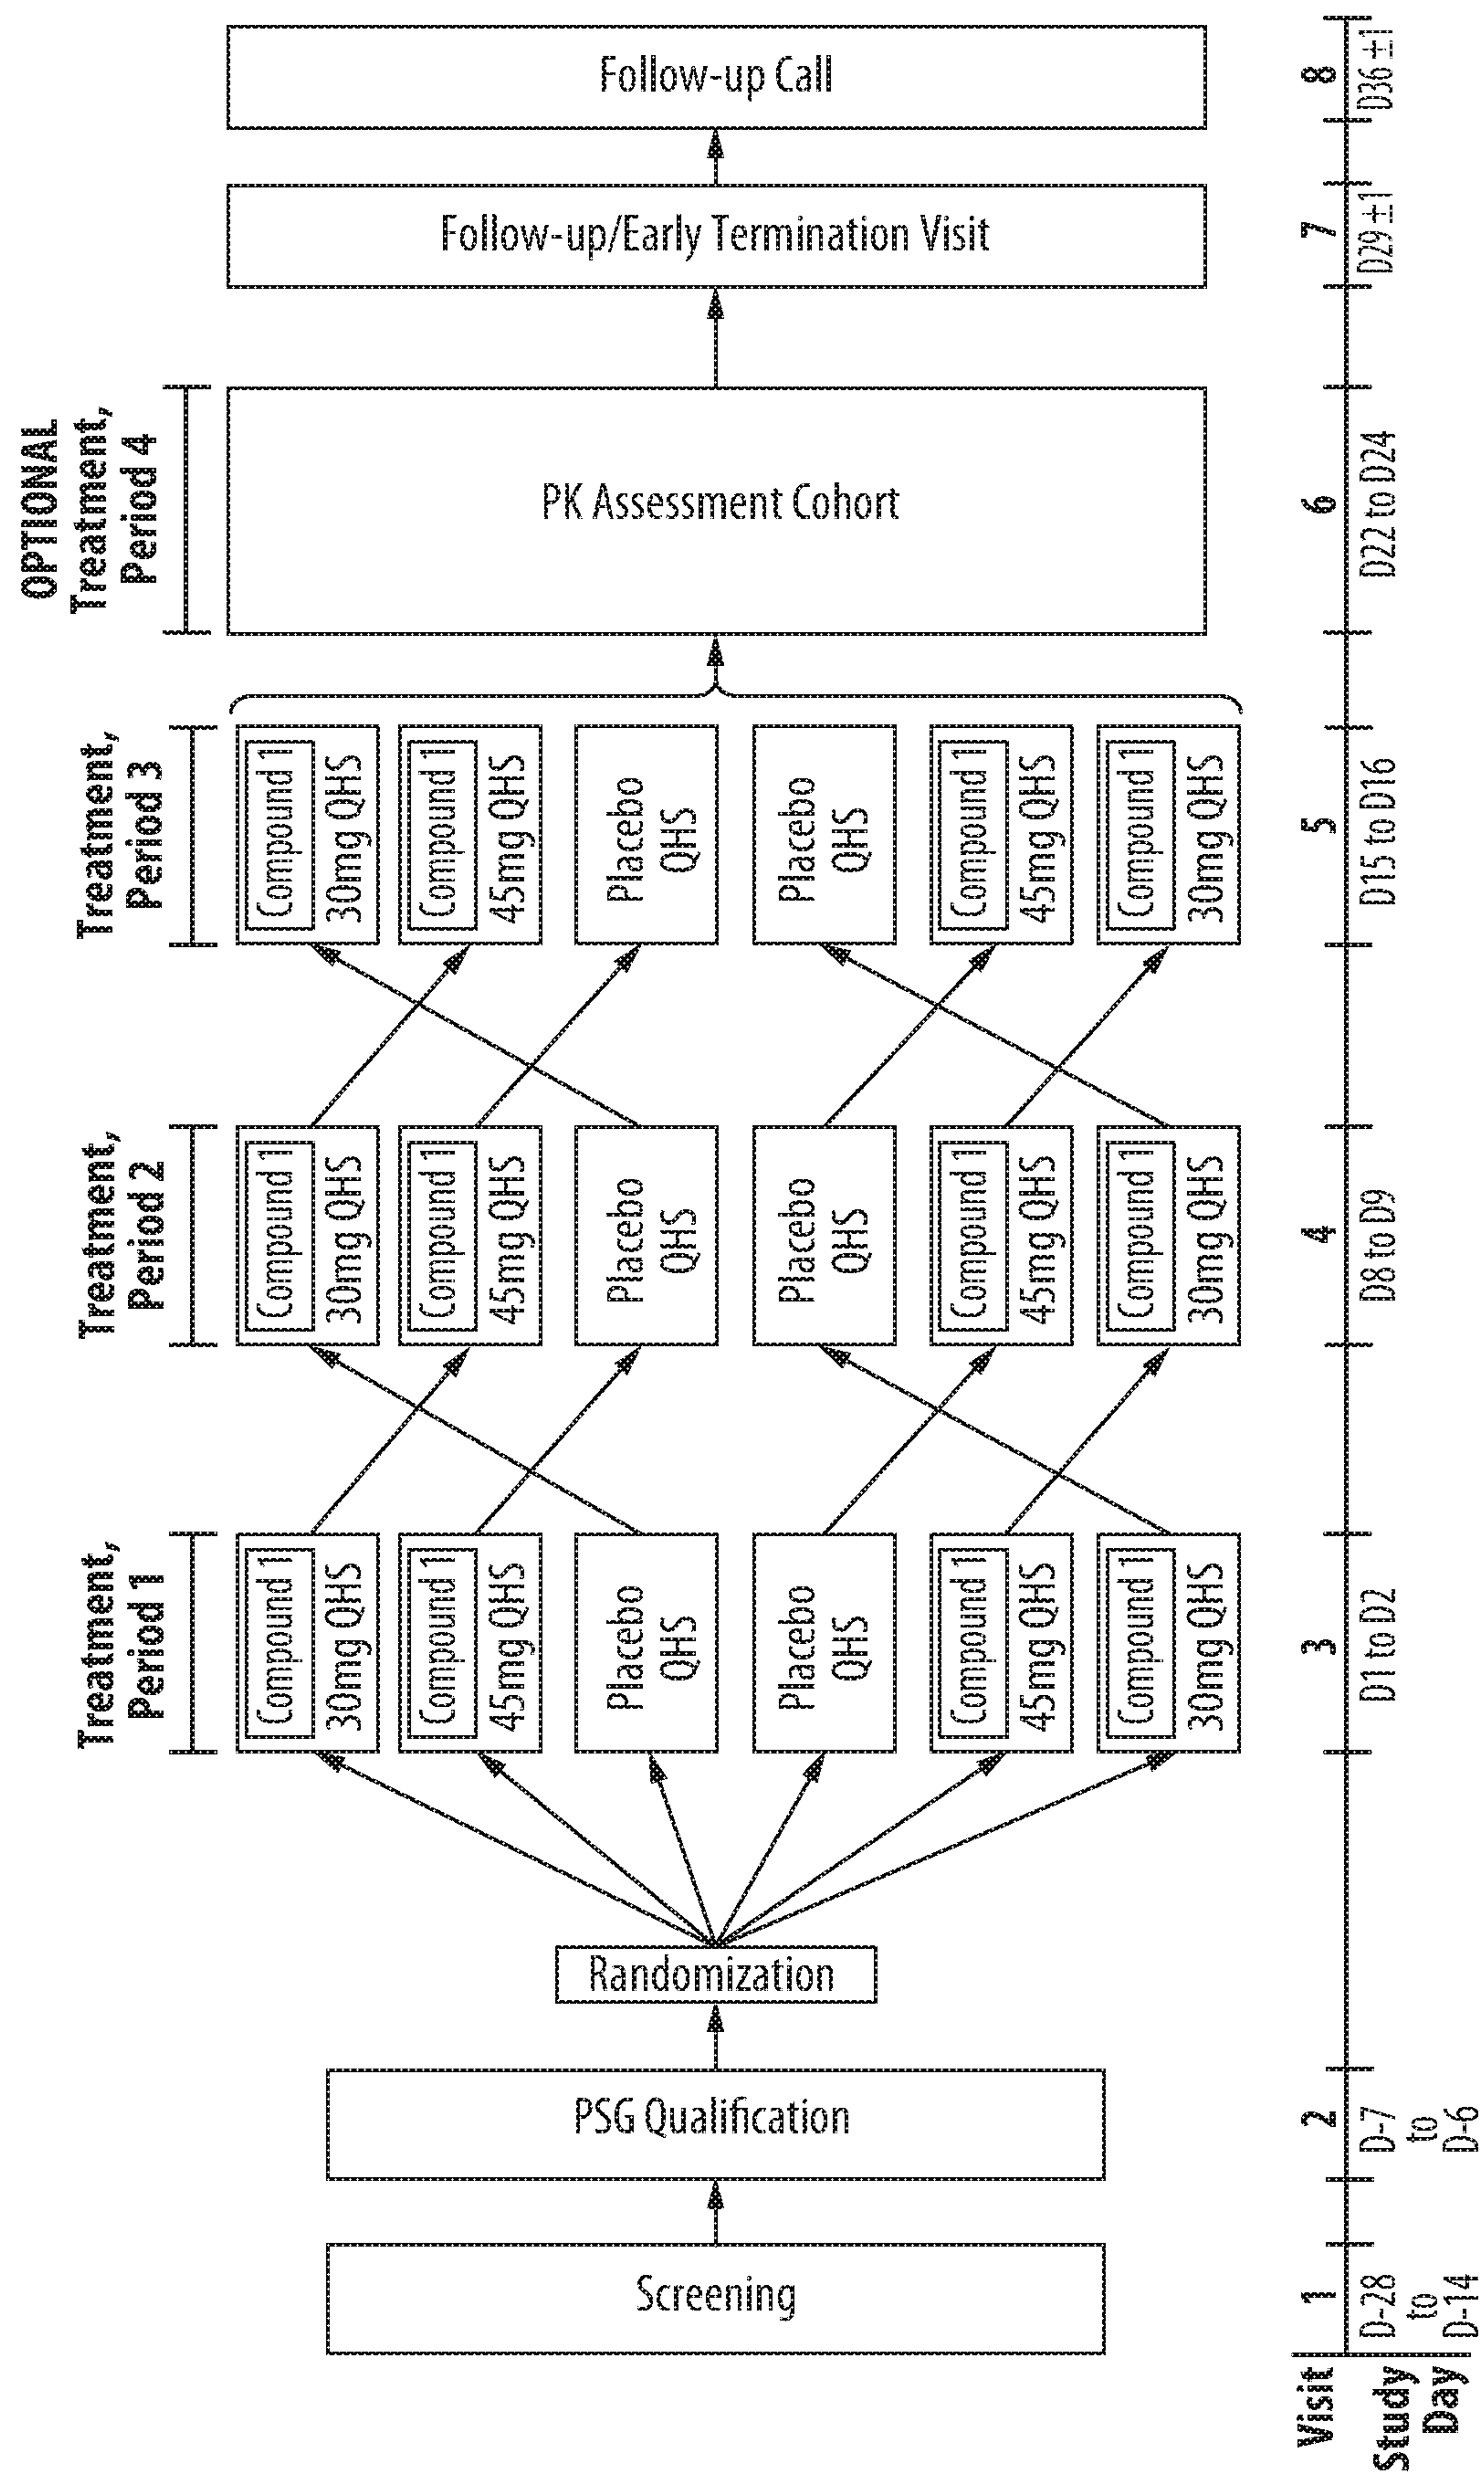 Treatment,
Period 1
Treatment,
Period 2
Treatment,
Period 3
OPTIONAL
Treatment,
Period 4
Screening
PSG Qualification
Randomization
Compound 1
30mg QHS
Compound 1
45mg QHS
Placebo
QHS
Placebo
QHS
Compound 1
45mg QHS
Compound 1
30mg QHS
Compound 1
30mg QHS
Compound 1
45mg QHS
Placebo
QHS
Placebo
QHS
Compound 1
45mg QHS
Compound 1
30mg QHS
Compound 1
30mg QHS
Compound 1
45mg QHS
Placebo
QHS
Placebo
QHS
Compound 1
45mg QHS
Compound 1
30mg QHS
PK Assessment Cohort
Follow-up/Early Termination Visit
Follow-up Call
Visit 1 2 3 4 5 6 7 8
Study
Day
D-28
to
D-14
D-7
to
D-6
D1 to D2
D8 to D9
D15 to D16
D22 to D24
D29 ±1
D36 ±1